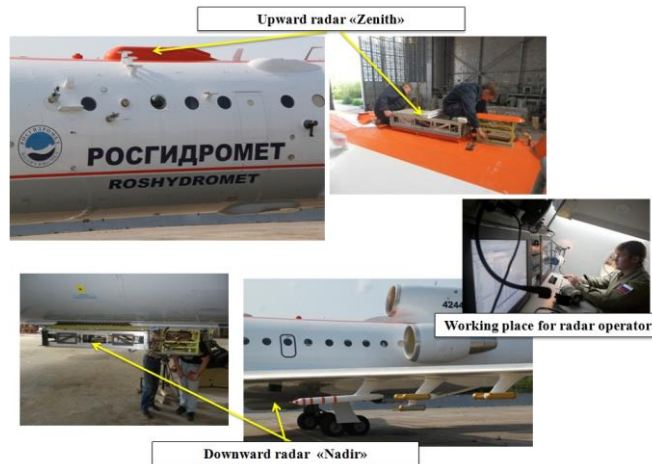 Upward radar «Zenith»
РОСГИДРОМЕТ
ROSHYDROMET
4244
Working place for radar operator
Downward radar «Nadir»